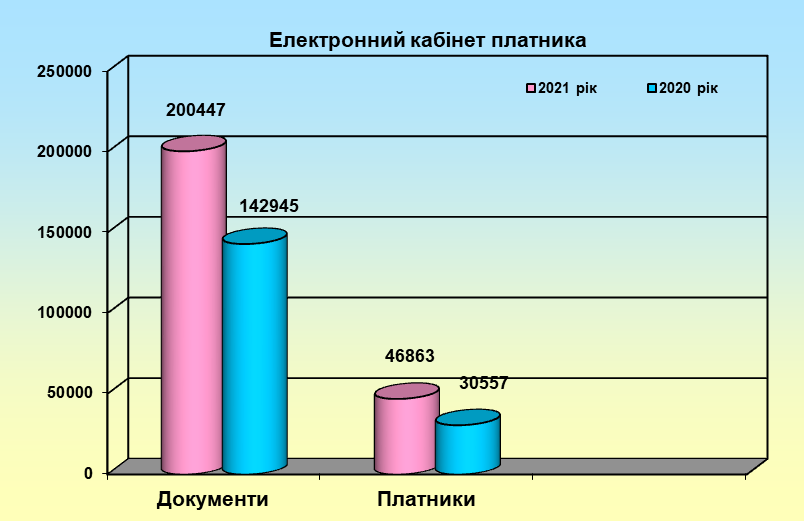 Електронний кабінет платника
250000
200000
150000
100000
50000
0
2021 рік
2020 рік
200447
142945
46863
30557
Документи
Платники